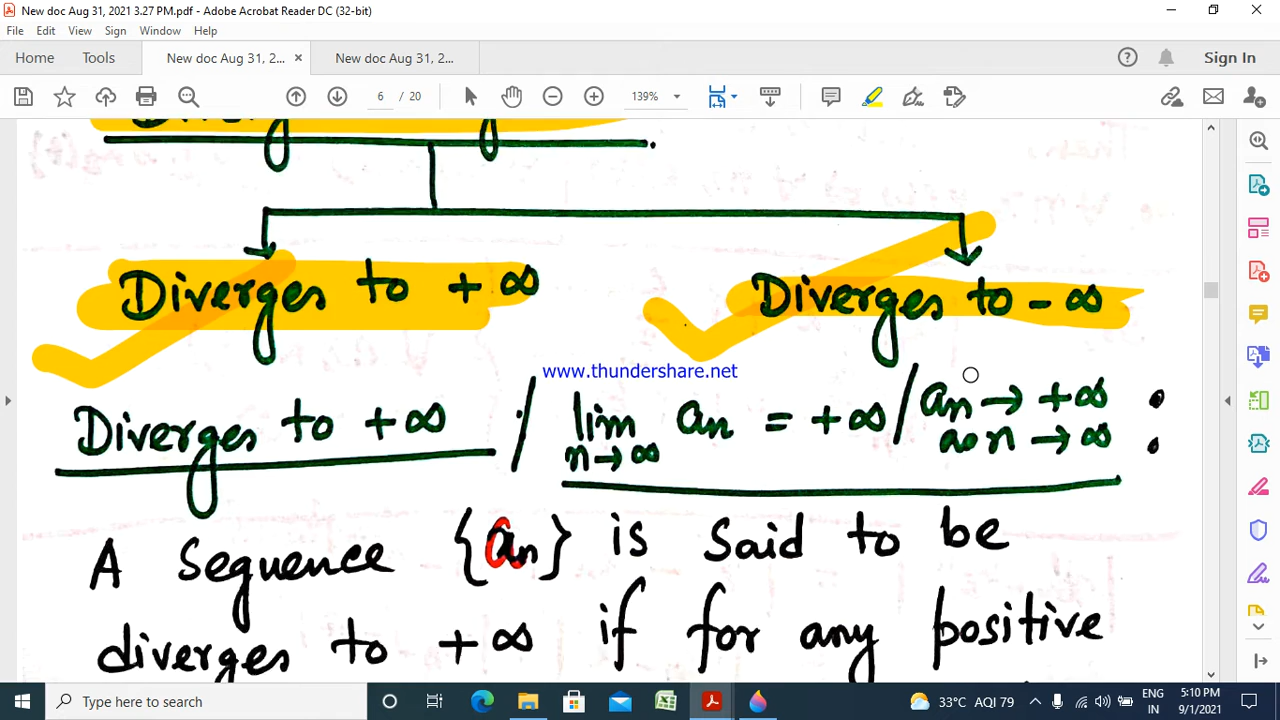 New doc Aug 31, 2021 3.27 PM.pdf - Adobe Acrobat Reader DC (32-bit)
File Edit View Sign Window Help
Home Tools New doc Aug 31, 2... × New doc Aug 31, 2...
Sign In
6 / 20 139%
Diverges to +∞ Diverges to -∞
www.thundershare.net
Diverges to +∞ / lim n→∞ an = +∞ / an → +∞ :
as n → ∞
A sequence {an} is said to be
diverges to +∞ if for any positive
Type here to search
33°C AQI 79
ENG
IN
5:10 PM
9/1/2021